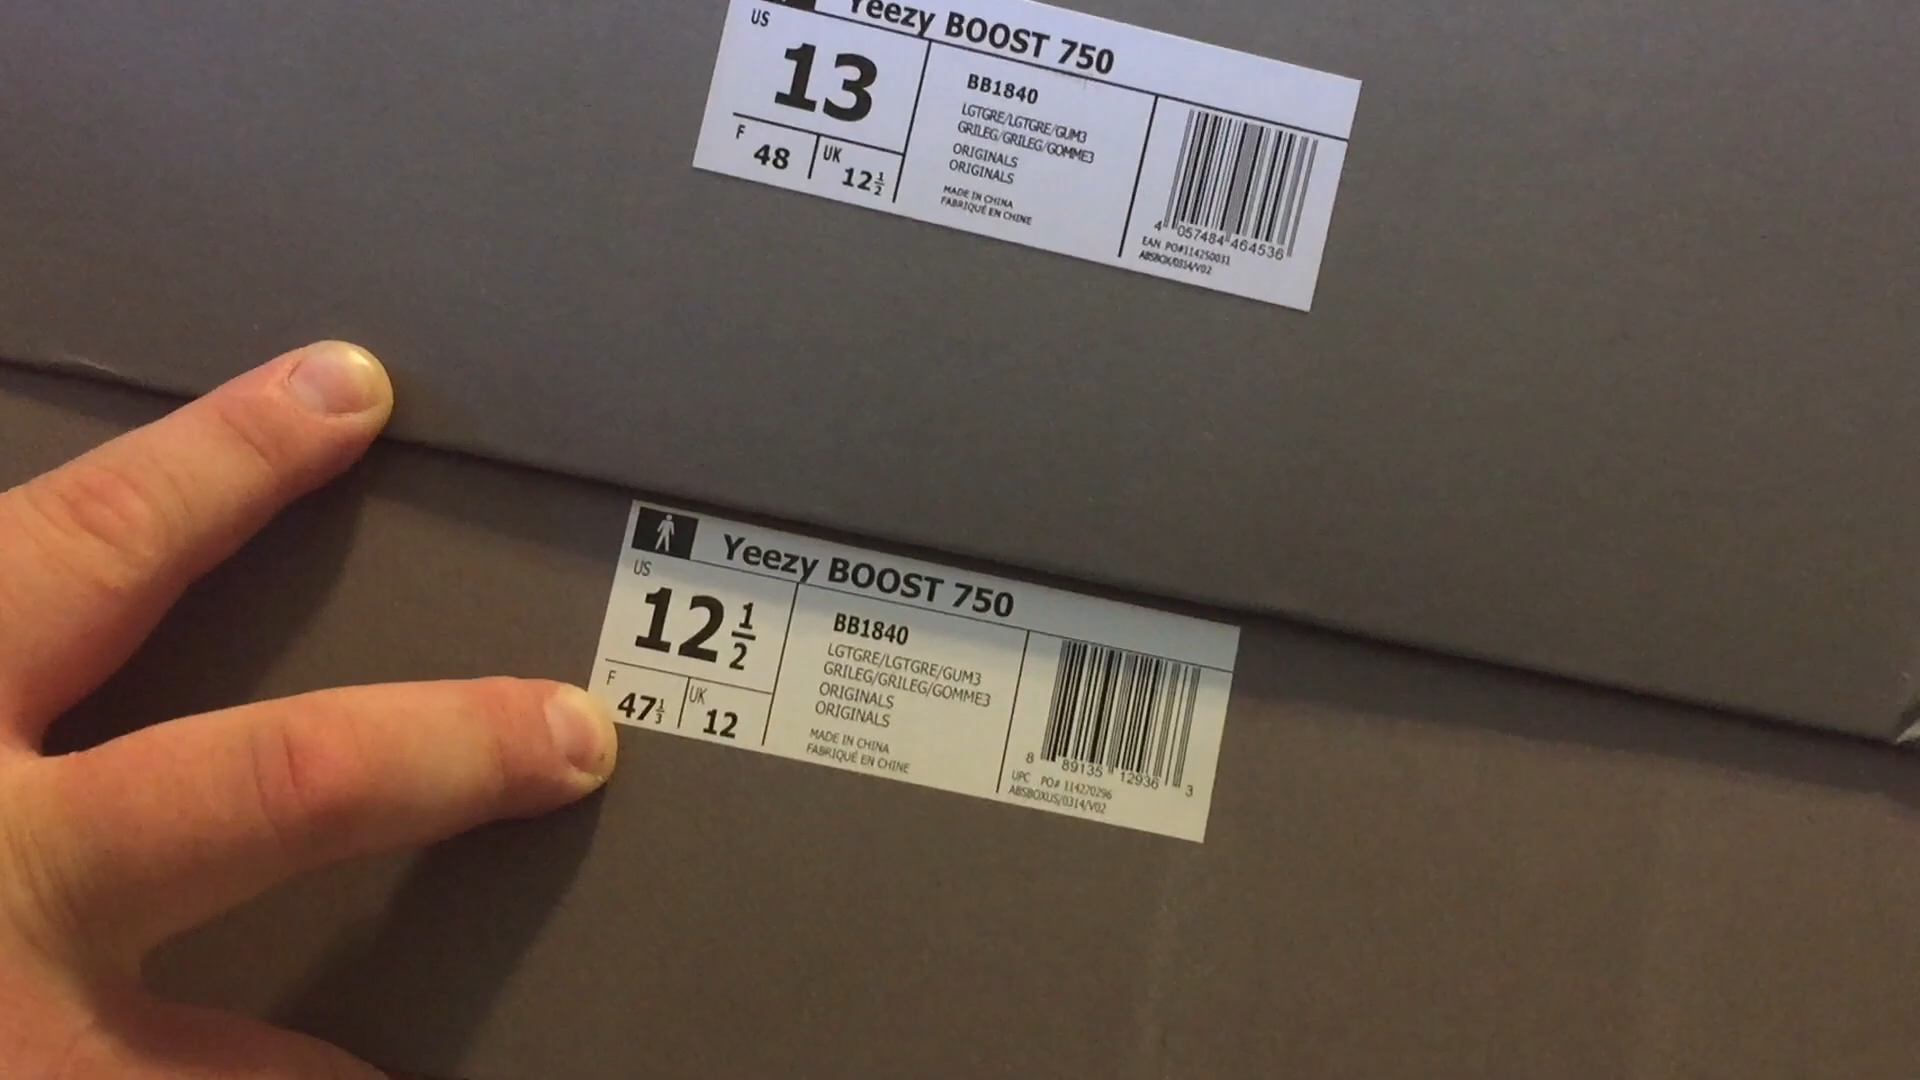 Yeezy BOOST 750
US
13
F 48
UK 12½
BB1840
LGTGRE/LGTGRE/GUM3
GRILEG/GRILEG/GOMME3
ORIGINALS
ORIGINALS
MADE IN CHINA
FABRIQUÉ EN CHINE
4 057484 464536
EAN PO#114250031
ABSBOX/0314/V02
Yeezy BOOST 750
US
12½
F 47⅓
UK 12
BB1840
LGTGRE/LGTGRE/GUM3
GRILEG/GRILEG/GOMME3
ORIGINALS
ORIGINALS
MADE IN CHINA
FABRIQUÉ EN CHINE
8 89135 12936 3
UPC PO# 114270296
ABSBOXUS/0314/V02